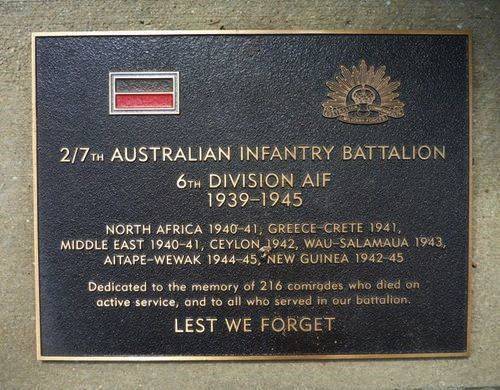 2/7TH AUSTRALIAN INFANTRY BATTALION
6TH DIVISION AIF
1939–1945
NORTH AFRICA 1940–41, GREECE–CRETE 1941,
MIDDLE EAST 1940–41, CEYLON 1942, WAU–SALAMAUA 1943,
AITAPE–WEWAK 1944–45, NEW GUINEA 1942–45
Dedicated to the memory of 216 comrades who died on
active service, and to all who served in our battalion.
LEST WE FORGET